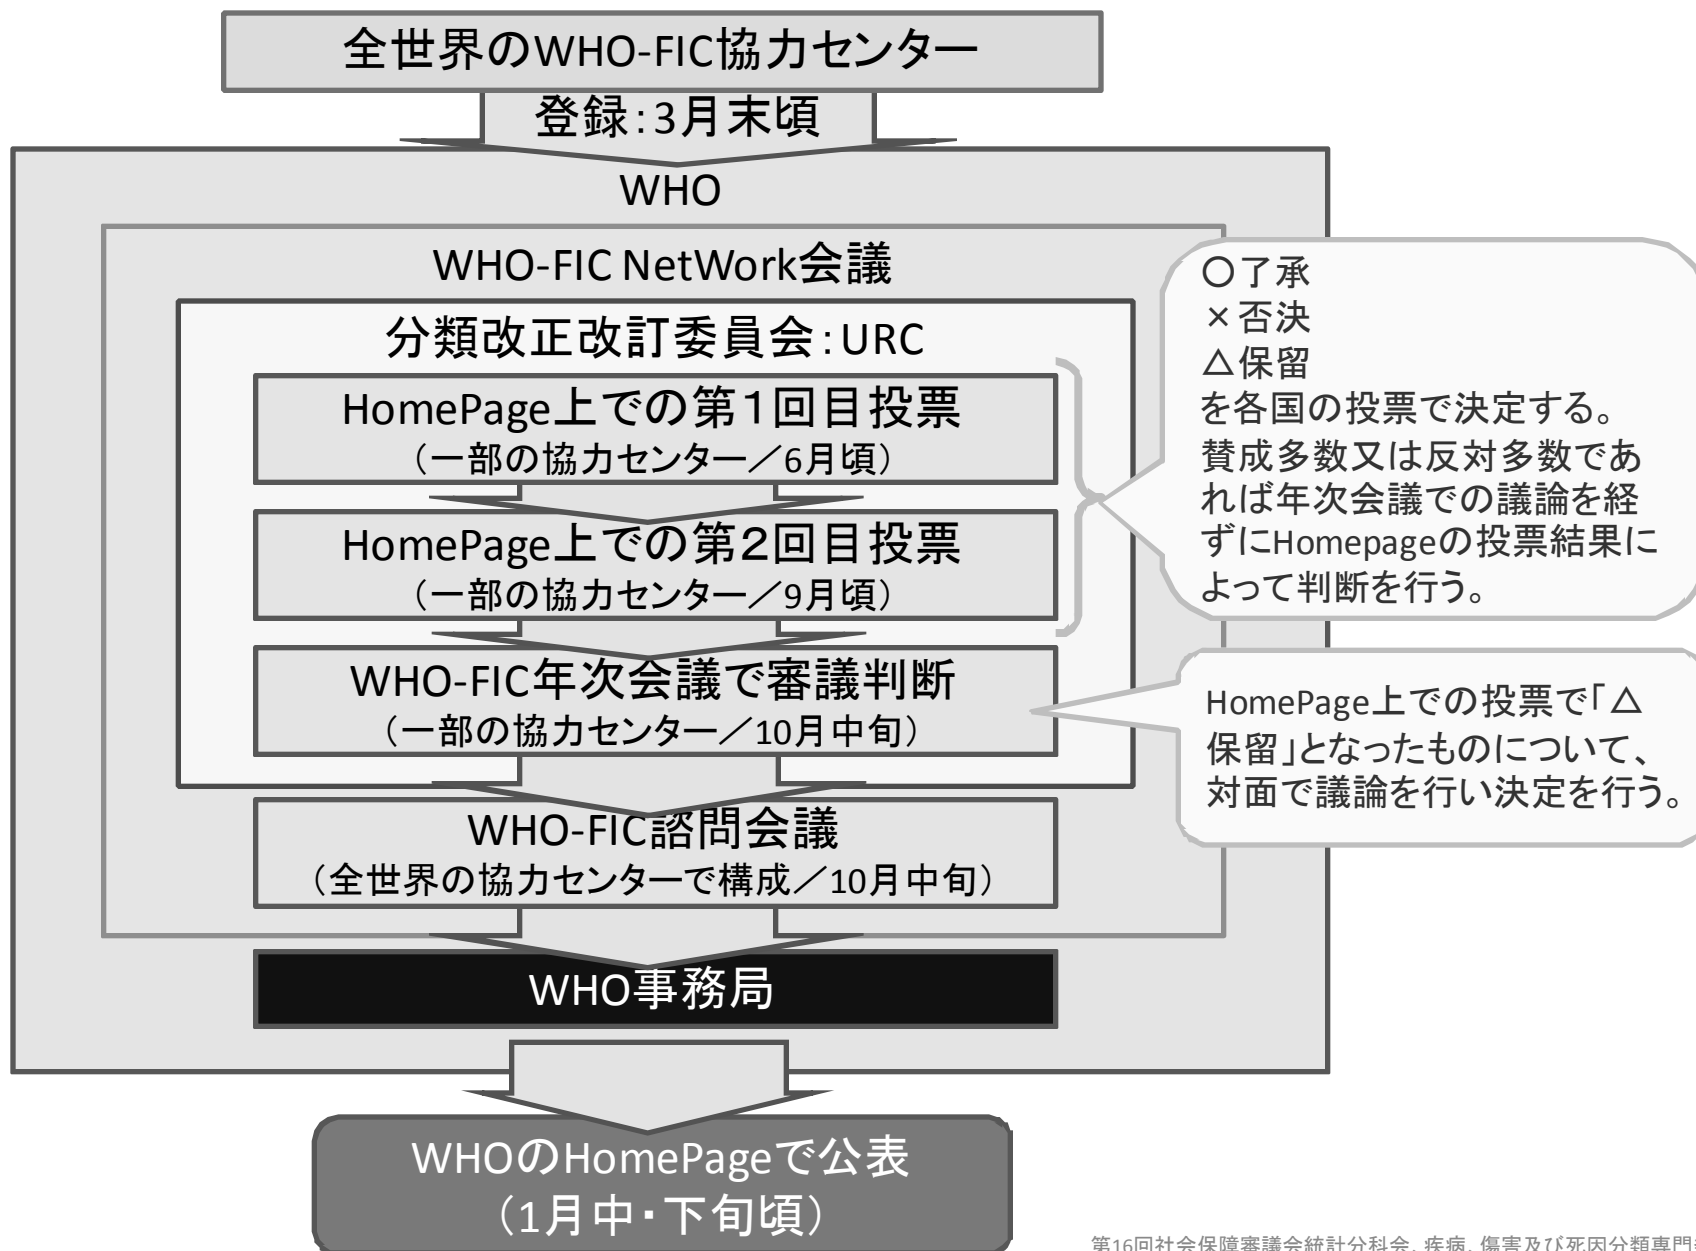 全世界のWHO-FIC協力センター
登録：3月末頃
WHO
WHO-FIC NetWork会議
分類改正改訂委員会：URC
HomePage上での第１回目投票
（一部の協力センター／6月頃）
HomePage上での第２回目投票
（一部の協力センター／9月頃）
WHO-FIC年次会議で審議判断
（一部の協力センター／10月中旬）
WHO-FIC諮問会議
（全世界の協力センターで構成／10月中旬）
WHO事務局
WHOのHomePageで公表
（1月中・下旬頃）
〇了承
×否決
△保留
を各国の投票で決定する。
賛成多数又は反対多数であ
れば年次会議での議論を経
ずにHomepageの投票結果に
よって判断を行う。
HomePage上での投票で「△
保留」となったものについて、
対面で議論を行い決定を行う。
第16回社会保障審議会統計分科会、疾病、傷害及び死因分類専門